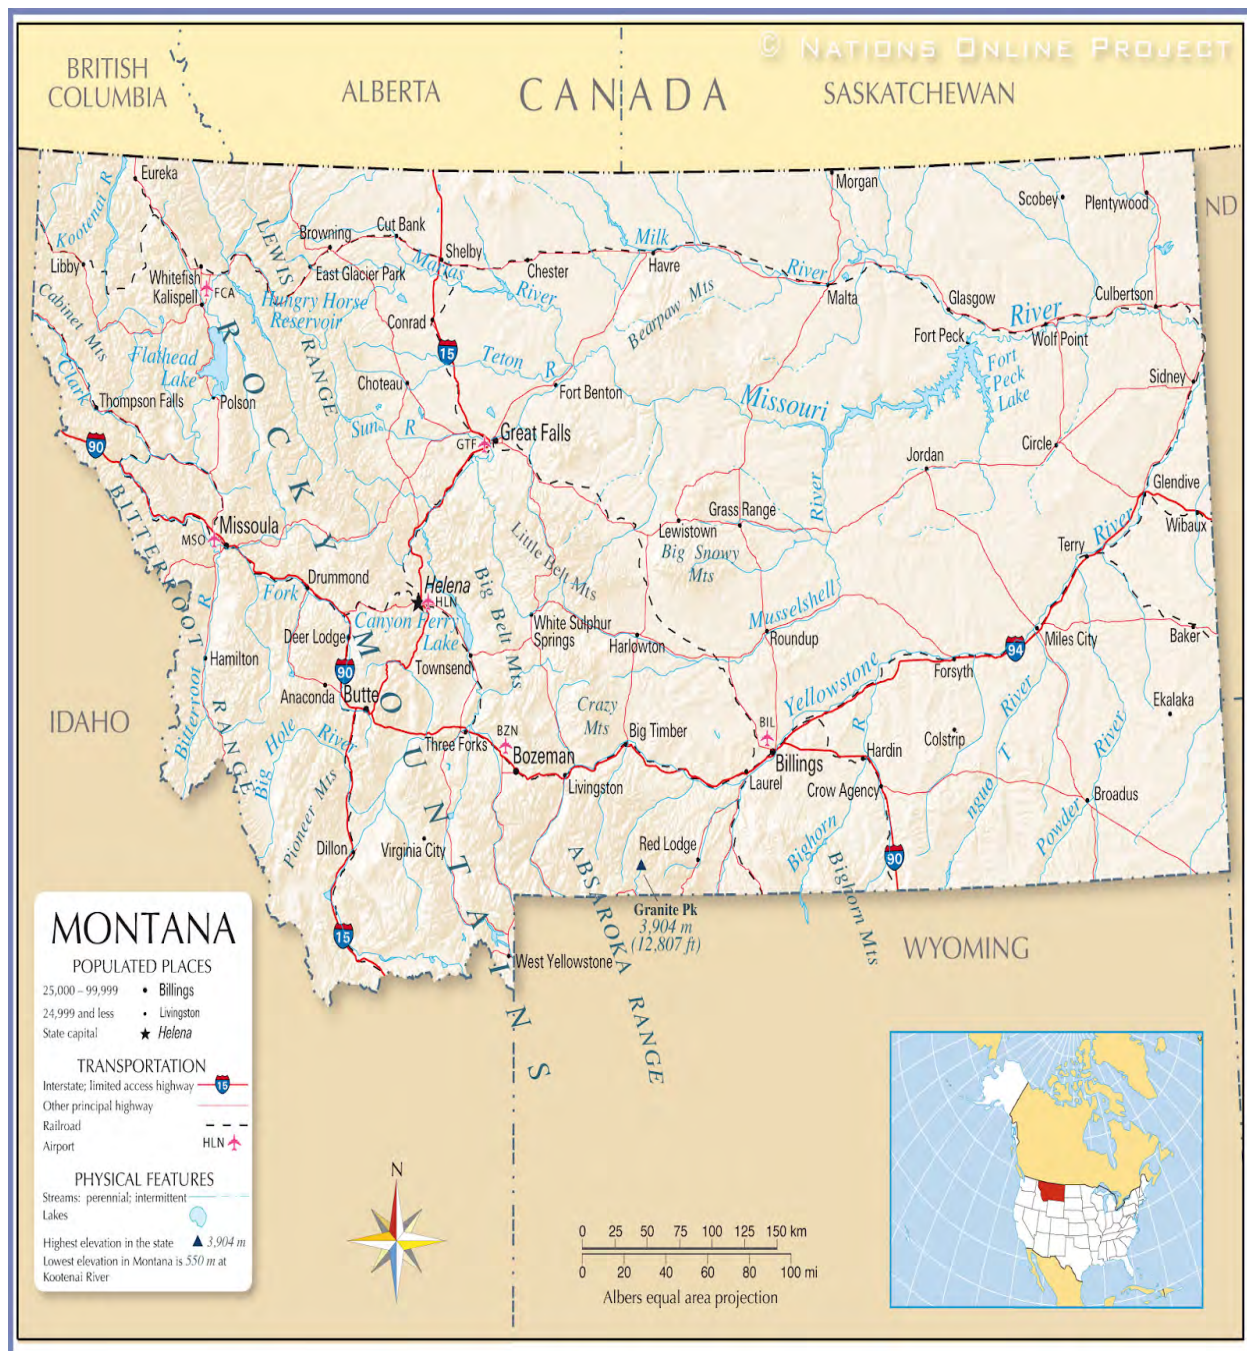 © NATIONS ONLINE PROJECT
BRITISH
COLUMBIA
ALBERTA
CANADA
SASKATCHEWAN
ND
IDAHO
WYOMING
Eureka
Kootenai R
Libby
Whitefish
Kalispell
FCA
LEWIS
RANGE
Browning
Cut Bank
East Glacier Park
Shelby
Marias
River
Chester
Milk
River
Havre
Morgan
Malta
Scobey
Plentywood
Glasgow
River
Culbertson
Wolf Point
Fort Peck
Fort
Peck
Lake
Sidney
Cabinet Mts
Hungry Horse
Reservoir
Conrad
15
Bearpaw Mts
Clark
Flathead
Lake
Thompson Falls
Polson
Choteau
Teton R
Fort Benton
Missouri
River
Sun R
GTF
Great Falls
90
Circle
Jordan
Glendive
Wibaux
ROCKY
MOUNTAINS
BITTERROOT
RANGE
Missoula
MSO
Lewistown
Grass Range
Big Snowy
Mts
Little Belt Mts
Terry
River
Drummond
Fork
Helena
HLN
Canyon Ferry
Lake
Big Belt Mts
White Sulphur
Springs
Harlowton
Musselshell
Roundup
94
Miles City
Baker
Deer Lodge
90
Townsend
Hamilton
Bitterroot R
Anaconda
Butte
Yellowstone
Forsyth
Ekalaka
Big Hole
River
Three Forks
BZN
Bozeman
Crazy
Mts
Big Timber
BIL
Billings
R
Hardin
Colstrip
River
T nguo
River
Powder
Broadus
Livingston
Laurel
Crow Agency
Pioneer Mts
Dillon
Virginia City
Red Lodge
Bighorn
90
Bighorn Mts
ABSAROKA
RANGE
Granite Pk
3,904 m
(12,807 ft)
15
West Yellowstone
MONTANA
POPULATED PLACES
25,000 – 99,999 Billings
24,999 and less Livingston
State capital Helena
TRANSPORTATION
Interstate; limited access highway 15
Other principal highway
Railroad
Airport HLN
PHYSICAL FEATURES
Streams: perennial; intermittent
Lakes
Highest elevation in the state 3,904 m
Lowest elevation in Montana is 550 m at
Kootenai River
N
0 25 50 75 100 125 150 km
0 20 40 60 80 100 mi
Albers equal area projection